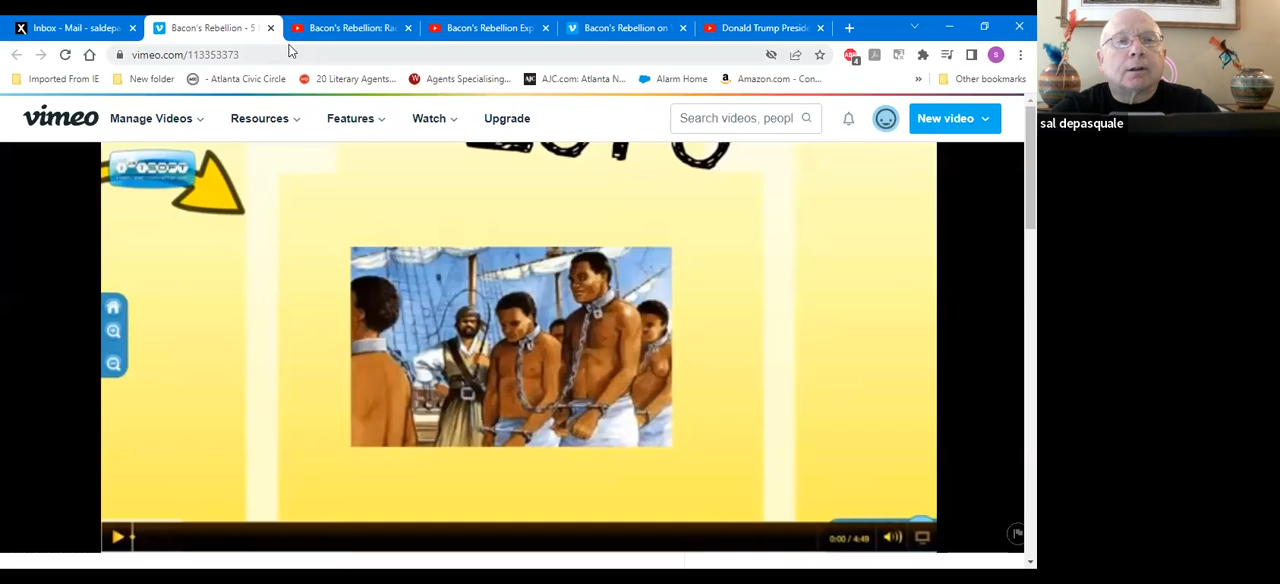 Inbox - Mail - saldepa
Bacon's Rebellion - 5
Bacon's Rebellion: Ra
Bacon's Rebellion Exp
Bacon's Rebellion on
Donald Trump Preside
vimeo.com/113353373
4
S
Imported From IE
New folder
- Atlanta Civic Circle
20 Literary Agents...
Agents Specialising...
AJC.com: Atlanta N...
Alarm Home
Amazon.com - Con...
»
Other bookmarks
vimeo
Manage Videos
Resources
Features
Watch
Upgrade
Search videos, peopl
New video
0:00 / 4:49
sal depasquale